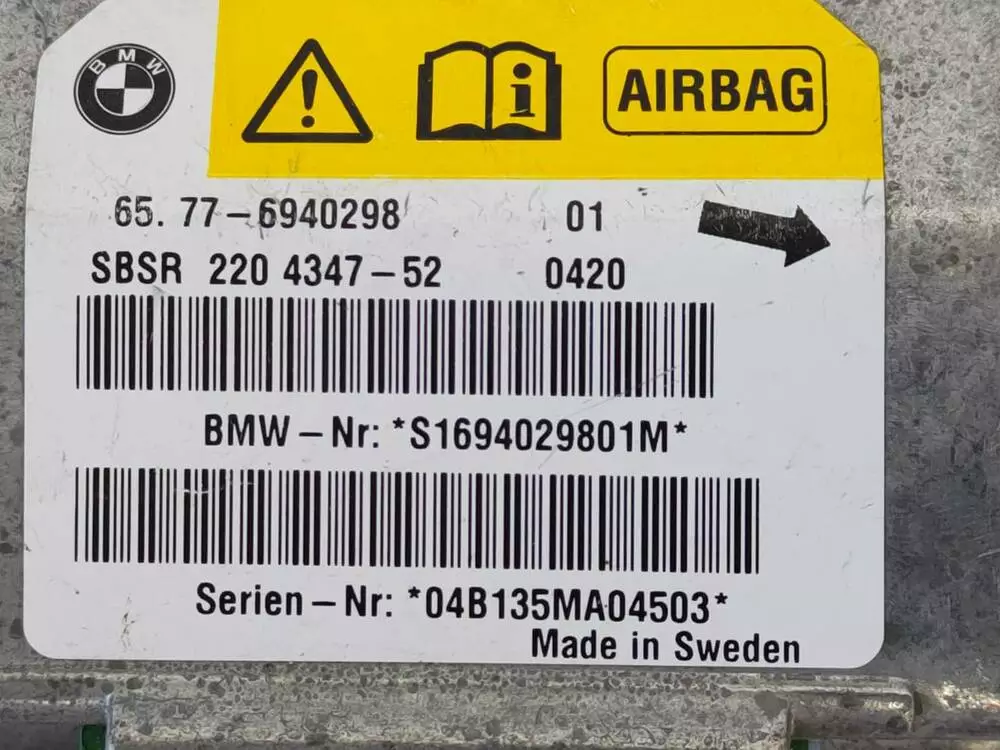 BMW
AIRBAG
65. 77-6940298 01
SBSR 220 4347-52 0420
BMW-Nr: *S1694029801M*
Serien-Nr: *04B135MA04503*
Made in Sweden